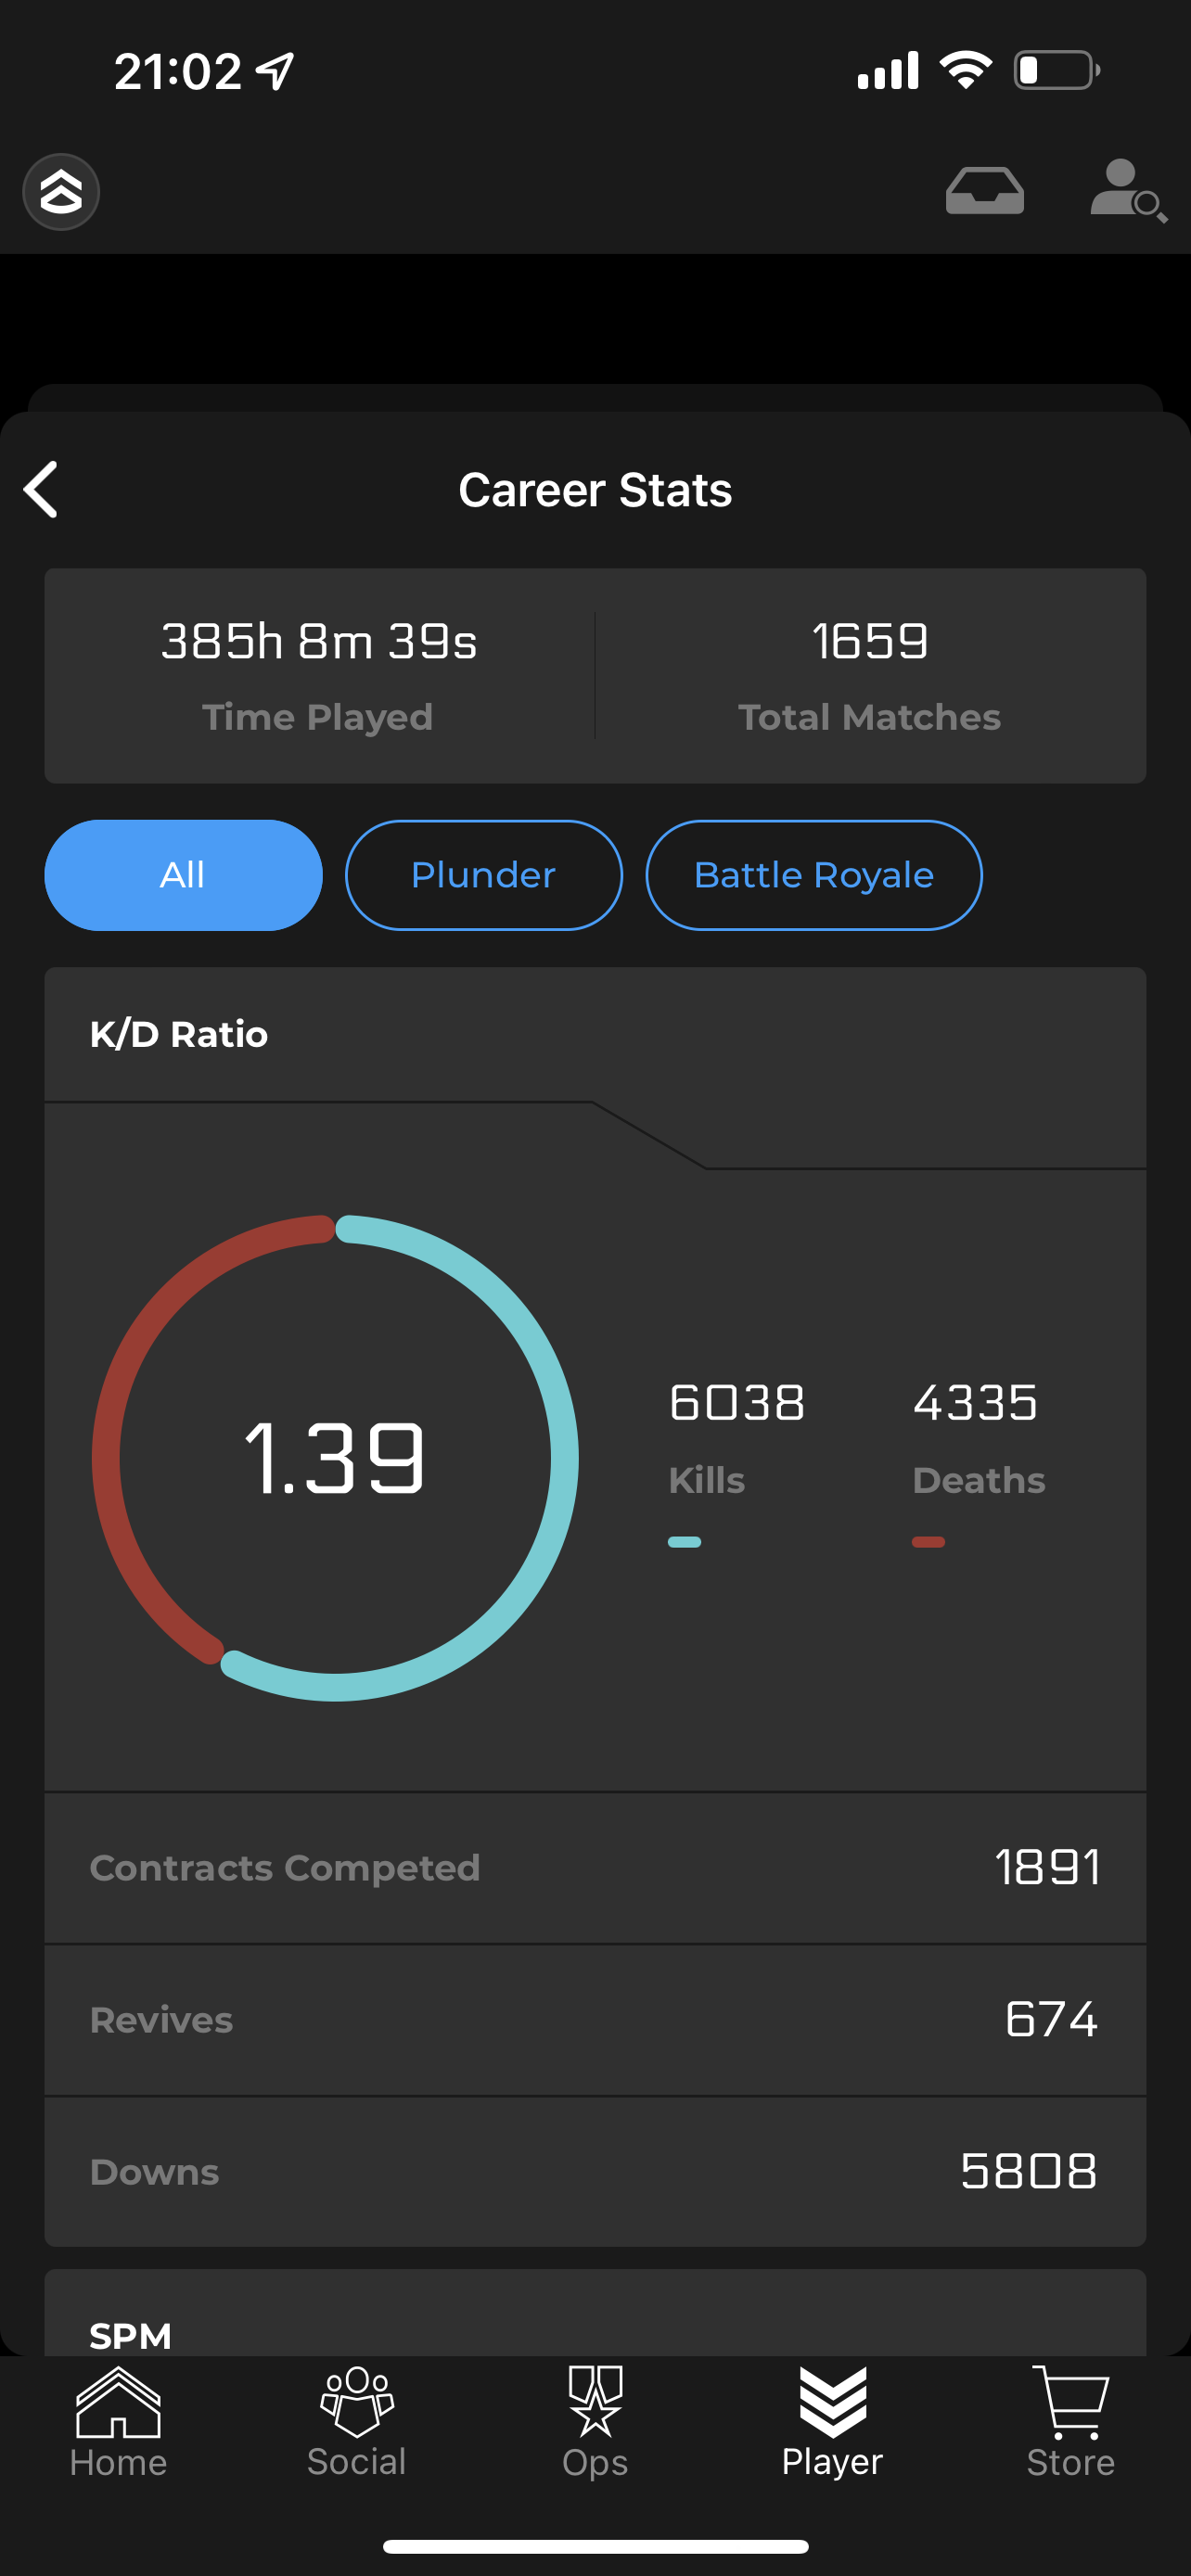 21:02
Career Stats
385h 8m 39s
Time Played
1659
Total Matches
All
Plunder
Battle Royale
K/D Ratio
1.39
6038
Kills
4335
Deaths
Contracts Competed
1891
Revives
674
Downs
5808
SPM
Home
Social
Ops
Player
Store